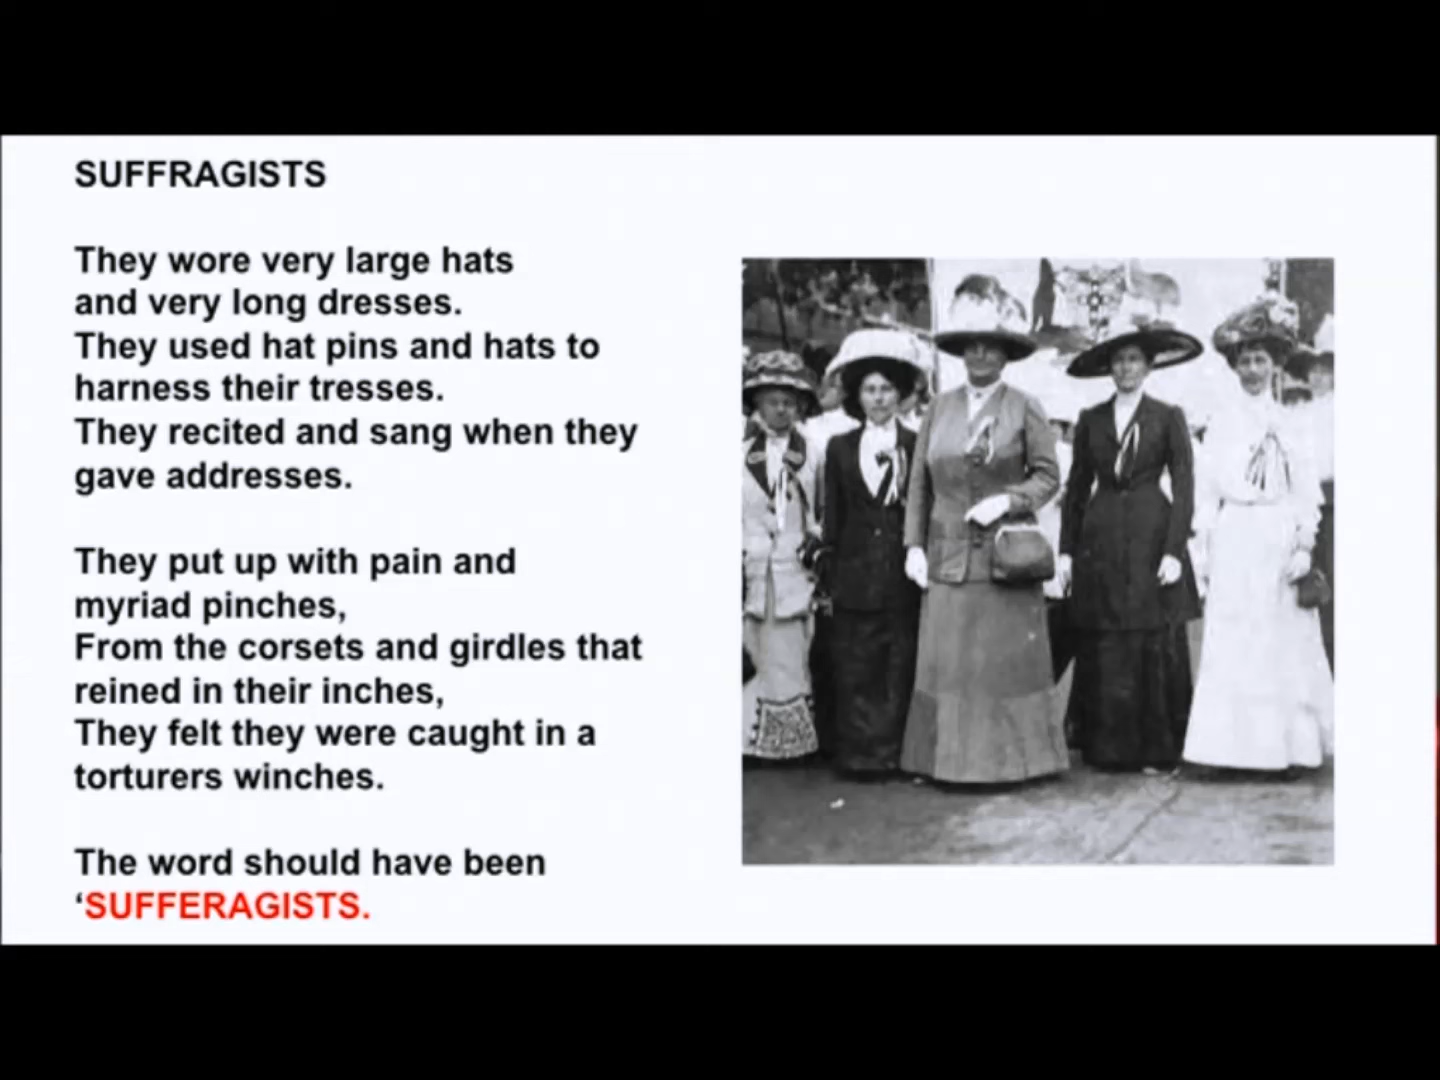 SUFFRAGISTS
They wore very large hats
and very long dresses.
They used hat pins and hats to
harness their tresses.
They recited and sang when they
gave addresses.
They put up with pain and
myriad pinches,
From the corsets and girdles that
reined in their inches,
They felt they were caught in a
torturers winches.
The word should have been
‘SUFFERAGISTS.